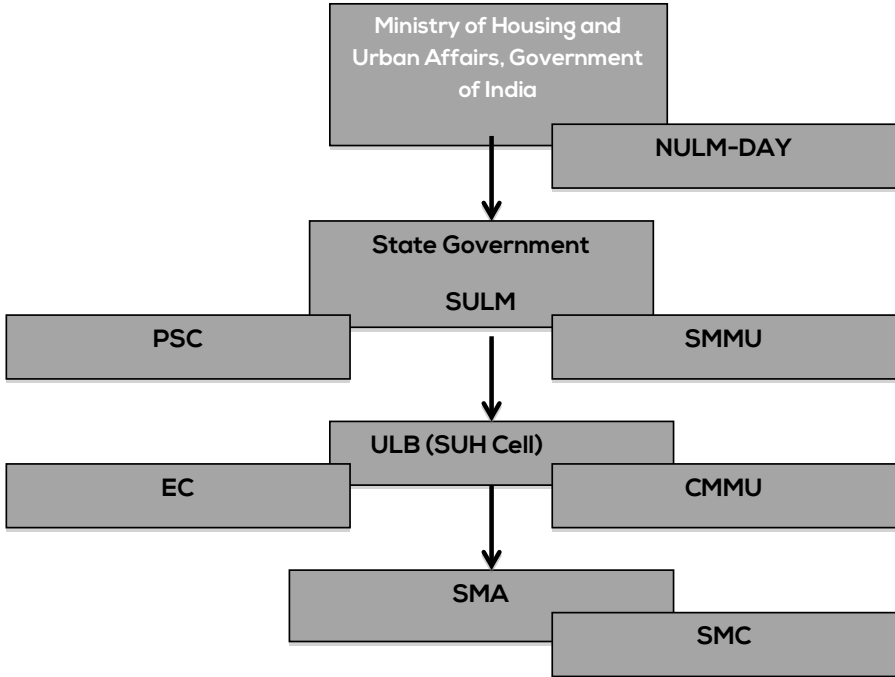 Ministry of Housing and
Urban Affairs, Government
of India
NULM-DAY
State Government
SULM
PSC
SMMU
ULB (SUH Cell)
EC
CMMU
SMA
SMC